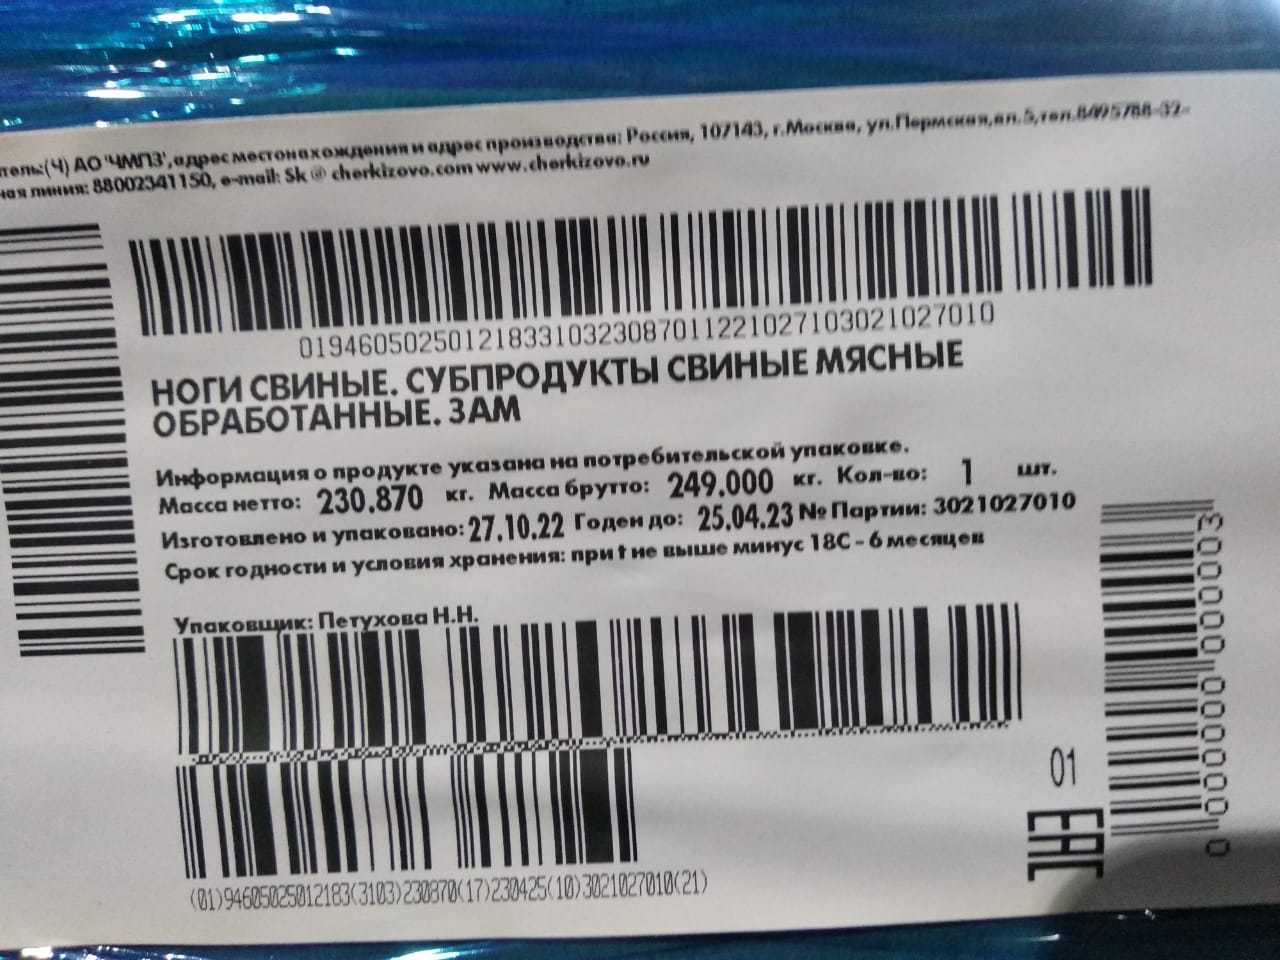 тель:(Ч) АО 'ЧМПЗ', адрес местонахождения и адрес производства: Россия, 107143, г.Москва, ул.Пермская,вл.5,тел.8495788-32-
ная линия: 88002341150, e-mail: Sk@cherkizovo.com www.cherkizovo.ru
019460502501218331032308701122102710302102 7010
НОГИ СВИНЫЕ. СУБПРОДУКТЫ СВИНЫЕ МЯСНЫЕ
ОБРАБОТАННЫЕ. ЗАМ
Информация о продукте указана на потребительской упаковке.
Масса нетто: 230.870 кг. Масса брутто: 249.000 кг. Кол-во: 1 шт.
Изготовлено и упаковано: 27.10.22 Годен до: 25.04.23 № Партии: 3021027010
Срок годности и условия хранения: при t не выше минус 18С - 6 месяцев
Упаковщик: Петухова Н.Н.
(01)94605025012183(3103)230870(17)230425(10)3021027010(21)
01
EAC
0 000000 000003